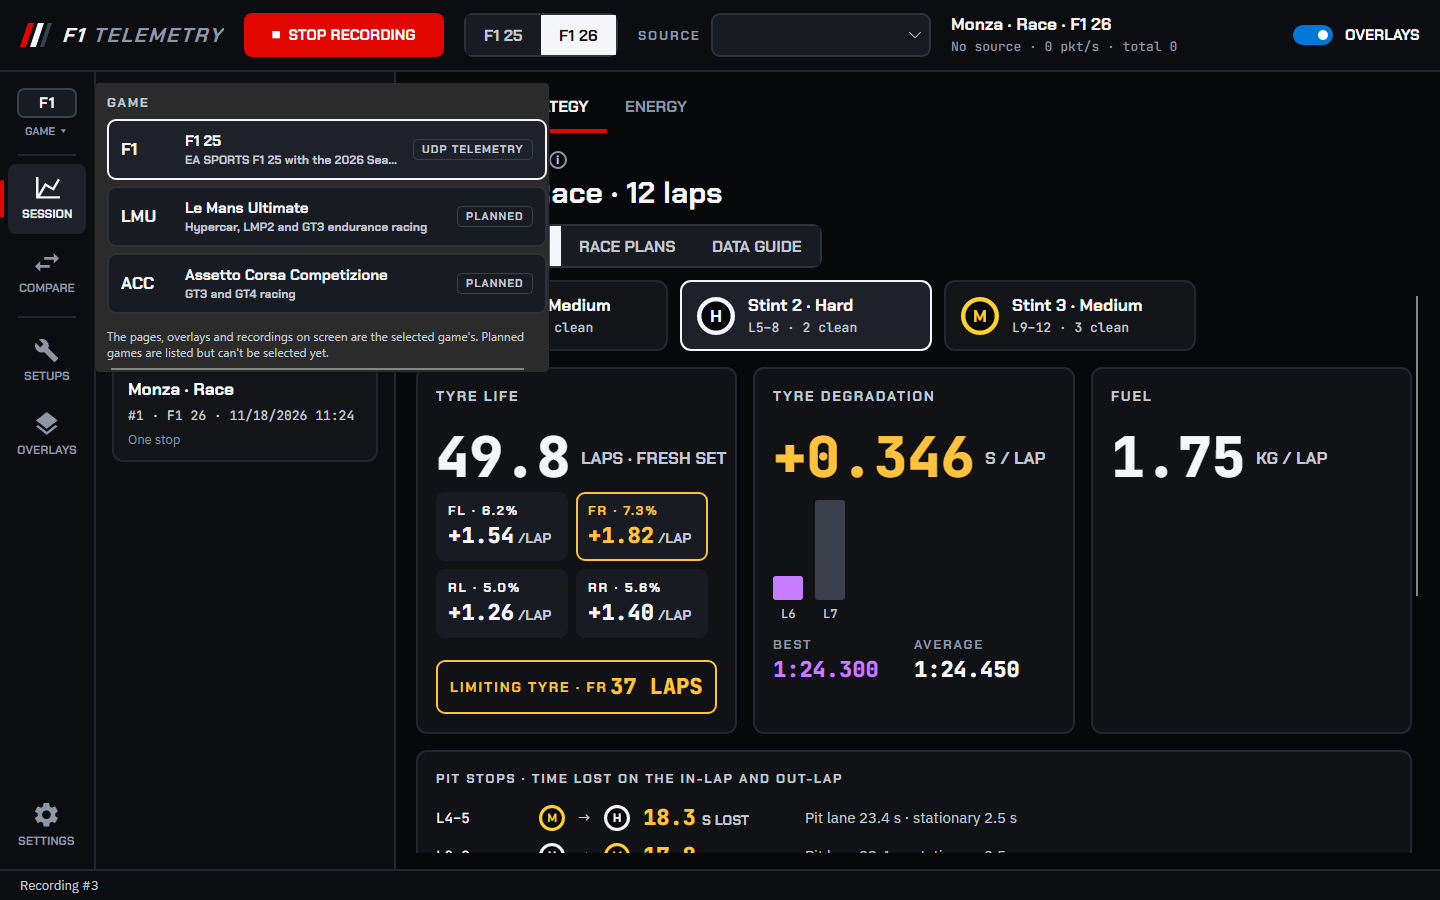 F1 TELEMETRY
STOP RECORDING
F1 25
F1 26
SOURCE
Monza · Race · F1 26
No source · 0 pkt/s · total 0
OVERLAYS
F1
GAME
SESSION
COMPARE
SETUPS
OVERLAYS
SETTINGS
GAME
F1
F1 25
EA SPORTS F1 25 with the 2026 Sea...
UDP TELEMETRY
LMU
Le Mans Ultimate
Hypercar, LMP2 and GT3 endurance racing
PLANNED
ACC
Assetto Corsa Competizione
GT3 and GT4 racing
PLANNED
The pages, overlays and recordings on screen are the selected game's. Planned
games are listed but can't be selected yet.
Monza · Race
#1 · F1 26 · 11/18/2026 11:24
One stop
TEGY
ENERGY
ace · 12 laps
RACE PLANS
DATA GUIDE
Medium
clean
H
Stint 2 · Hard
L5–8 · 2 clean
M
Stint 3 · Medium
L9–12 · 3 clean
TYRE LIFE
49.8 LAPS · FRESH SET
FL · 6.2%
+1.54 /LAP
FR · 7.3%
+1.82 /LAP
RL · 5.0%
+1.26 /LAP
RR · 5.6%
+1.40 /LAP
LIMITING TYRE · FR 37 LAPS
TYRE DEGRADATION
+0.346 S / LAP
L6
L7
BEST
1:24.300
AVERAGE
1:24.450
FUEL
1.75 KG / LAP
PIT STOPS · TIME LOST ON THE IN-LAP AND OUT-LAP
L4–5
M → H
18.3 S LOST
Pit lane 23.4 s · stationary 2.5 s
Recording #3